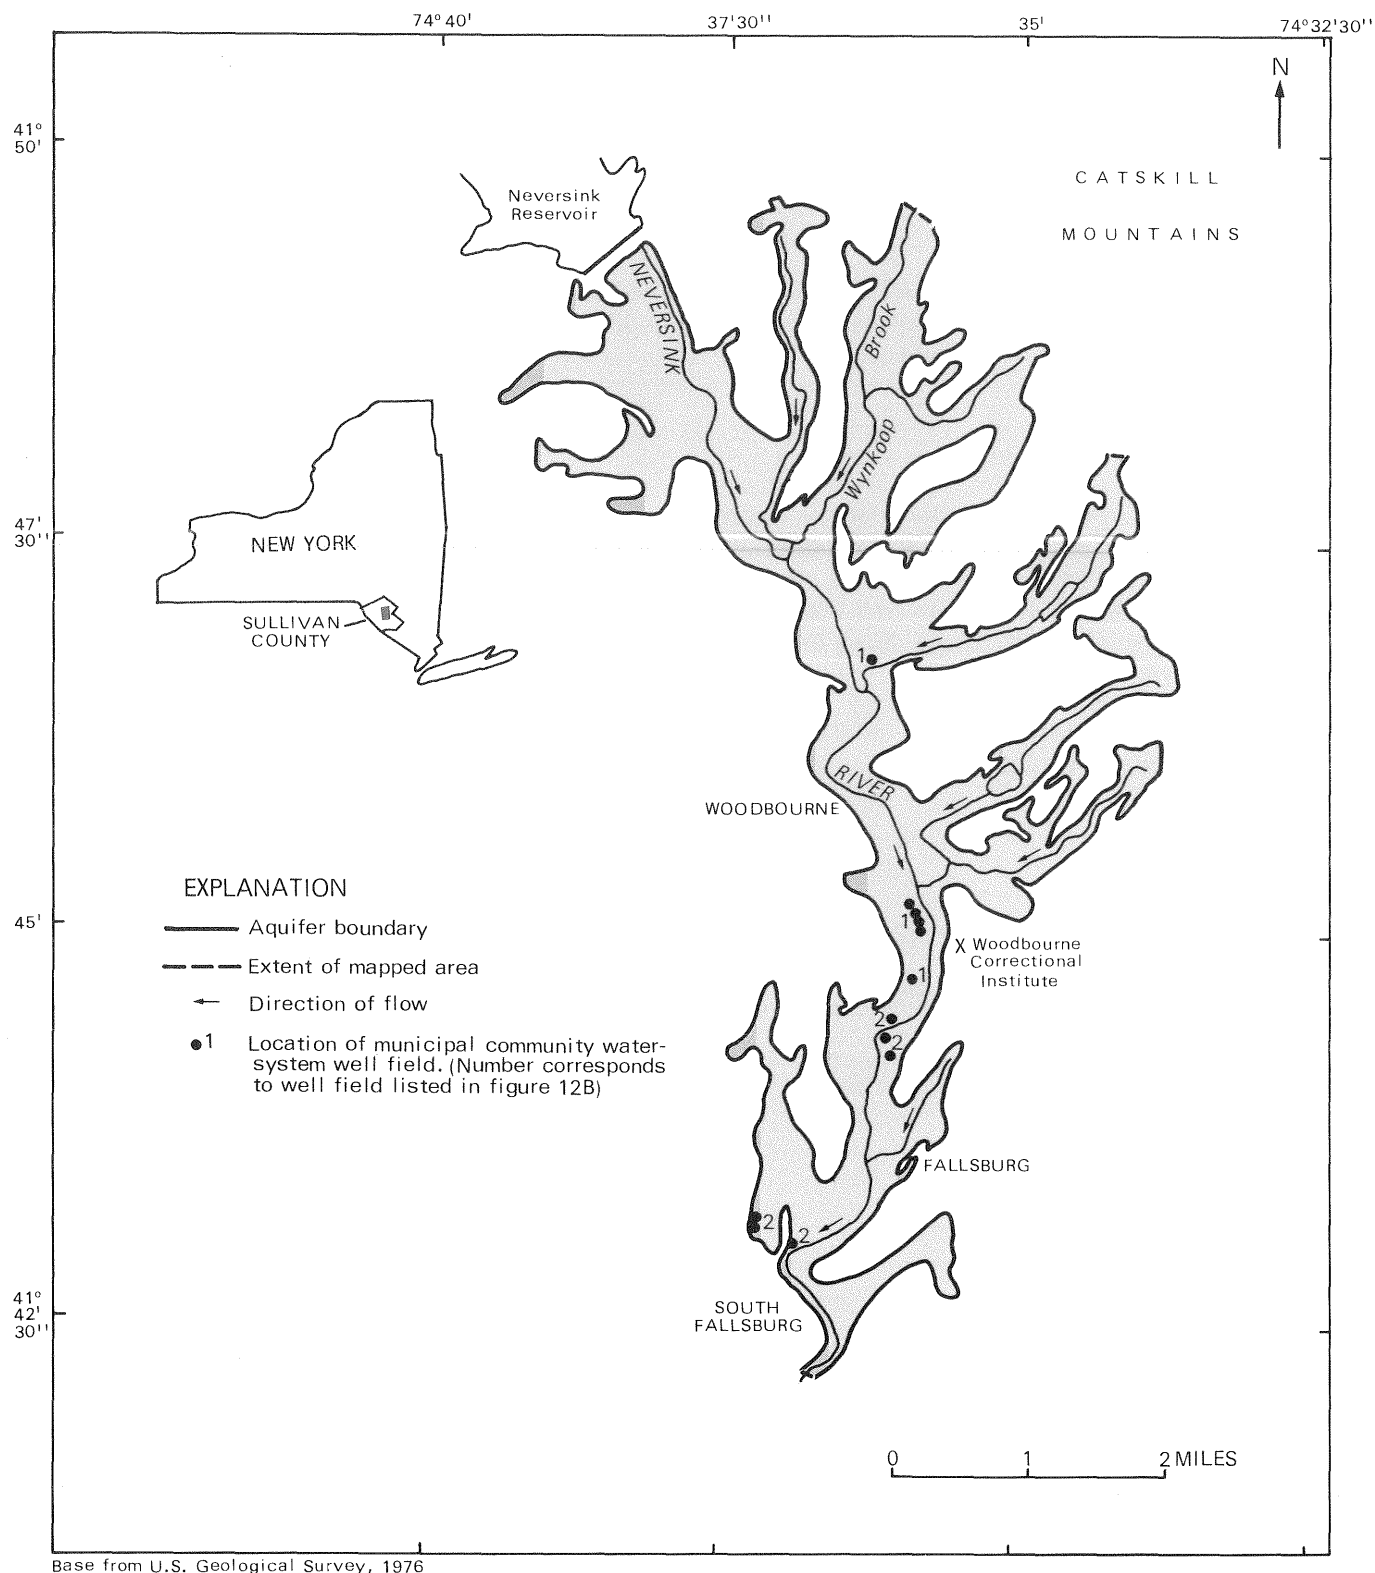 74°40'
37'30''
35'
74°32'30''
N
41°
50'
CATSKILL
MOUNTAINS
Neversink
Reservoir
NEVERSINK
Brook
Wynkoop
47'
30''
NEW YORK
SULLIVAN
COUNTY
1
RIVER
WOODBOURNE
EXPLANATION
Aquifer boundary
Extent of mapped area
Direction of flow
1 Location of municipal community water-
system well field. (Number corresponds
to well field listed in figure 12B)
45'
1
X Woodbourne
Correctional
Institute
1
2
2
FALLSBURG
2
2
41°
42'
30''
SOUTH
FALLSBURG
0 1 2 MILES
Base from U.S. Geological Survey, 1976